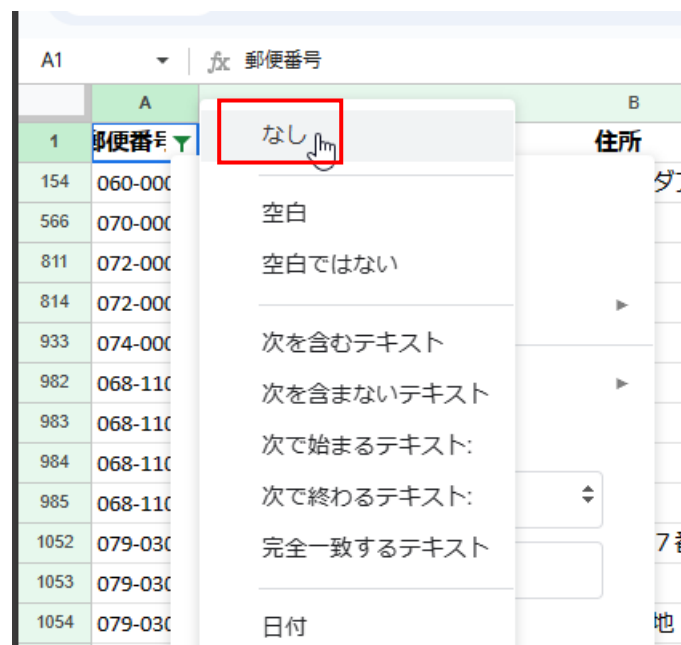 A1 fx 郵便番号
A B
1 郵便番号 住所
154 060-000
566 070-000
811 072-000
814 072-000
933 074-000
982 068-110
983 068-110
984 068-110
985 068-110
1052 079-030 7番
1053 079-030
1054 079-030 地
なし
空白
空白ではない
次を含むテキスト
次を含まないテキスト
次で始まるテキスト:
次で終わるテキスト:
完全一致するテキスト
日付